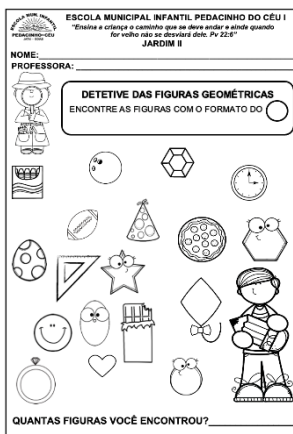 ESCOLA MUNICIPAL INFANTIL PEDACINHO DO CÉU I
"Ensina a criança o caminho que se deve andar e ainda quando
for velho não se desviará dele. Pv 22:6"
JARDIM II
NOME:
PROFESSORA:
DETETIVE DAS FIGURAS GEOMÉTRICAS
ENCONTRE AS FIGURAS COM O FORMATO DO
QUANTAS FIGURAS VOCÊ ENCONTROU?